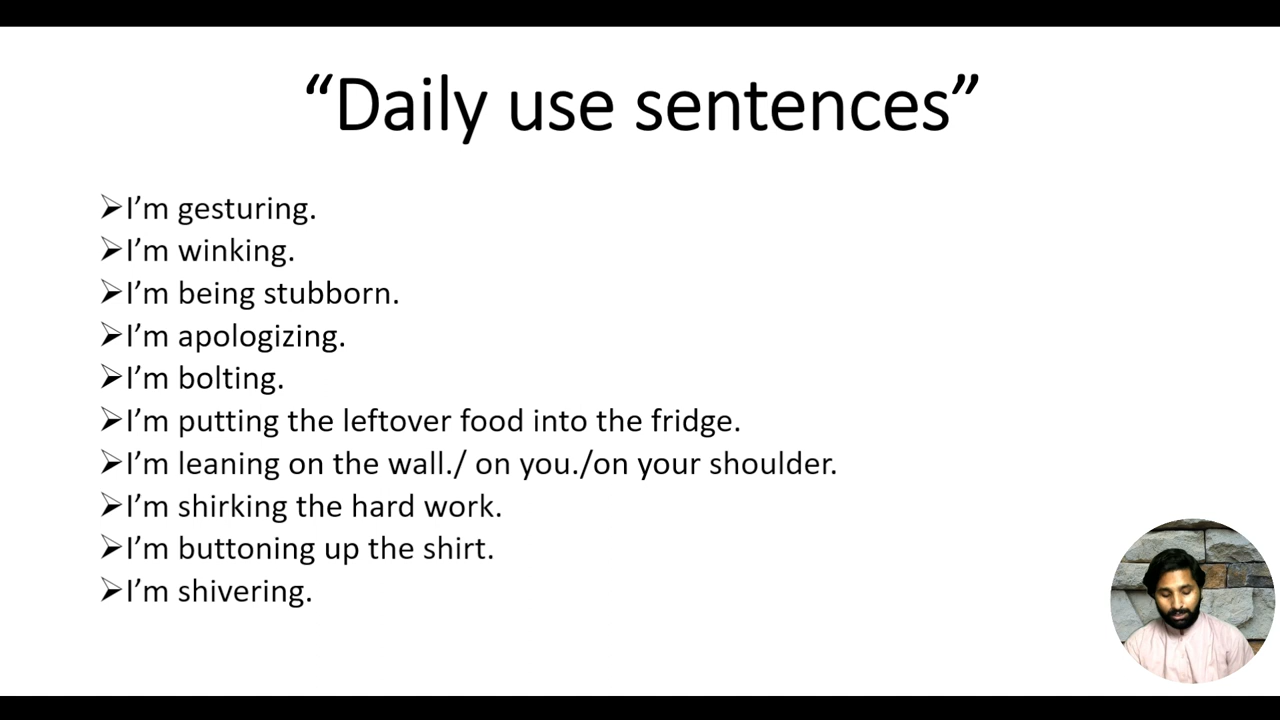 “Daily use sentences”
➢I’m gesturing.
➢I’m winking.
➢I’m being stubborn.
➢I’m apologizing.
➢I’m bolting.
➢I’m putting the leftover food into the fridge.
➢I’m leaning on the wall./ on you./on your shoulder.
➢I’m shirking the hard work.
➢I’m buttoning up the shirt.
➢I’m shivering.